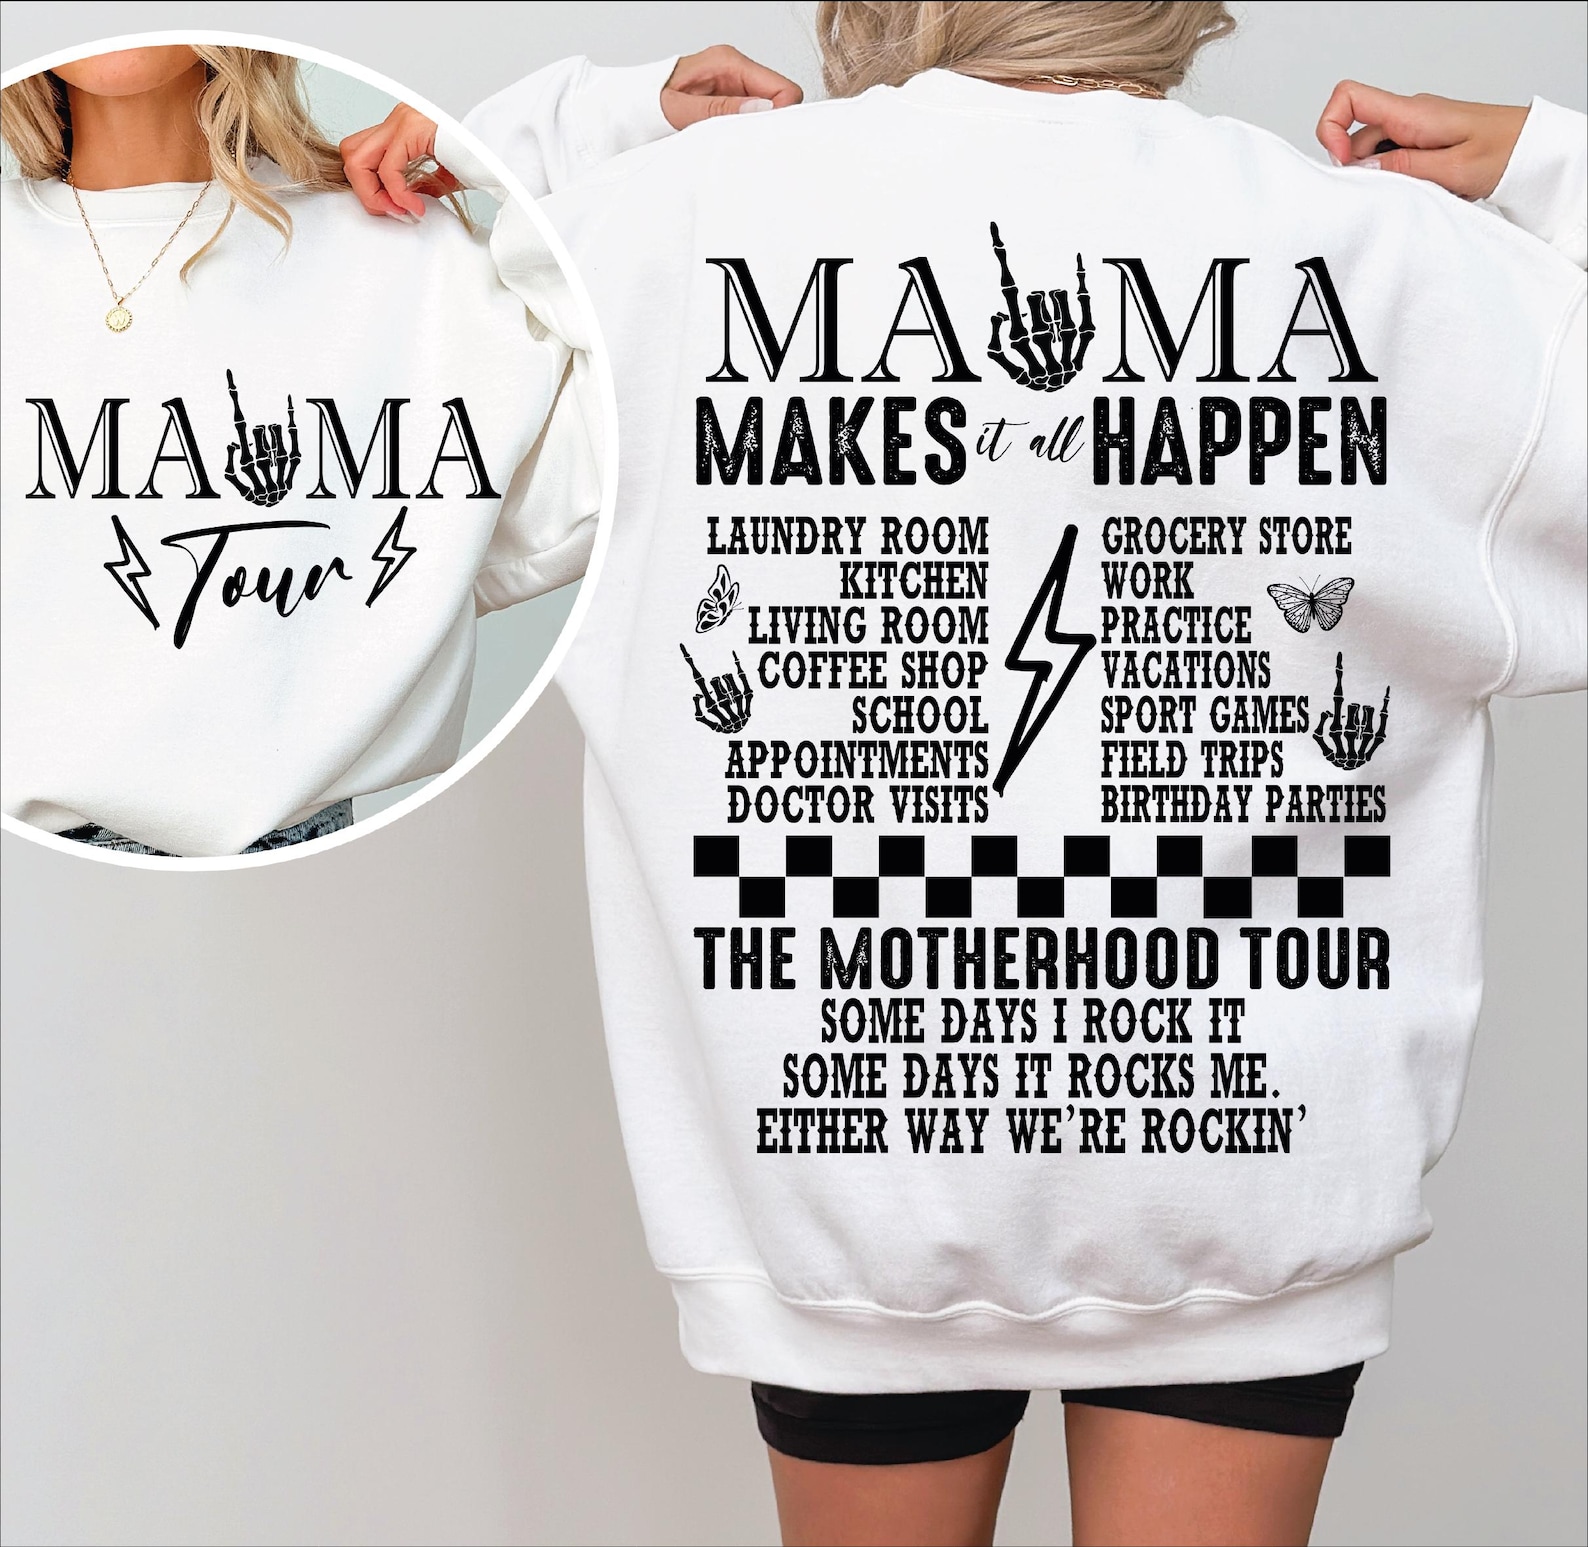 MAMA
Tour
MAMA
MAKES it all HAPPEN
LAUNDRY ROOM
KITCHEN
LIVING ROOM
COFFEE SHOP
SCHOOL
APPOINTMENTS
DOCTOR VISITS
GROCERY STORE
WORK
PRACTICE
VACATIONS
SPORT GAMES
FIELD TRIPS
BIRTHDAY PARTIES
THE MOTHERHOOD TOUR
SOME DAYS I ROCK IT
SOME DAYS IT ROCKS ME.
EITHER WAY WE'RE ROCKIN'